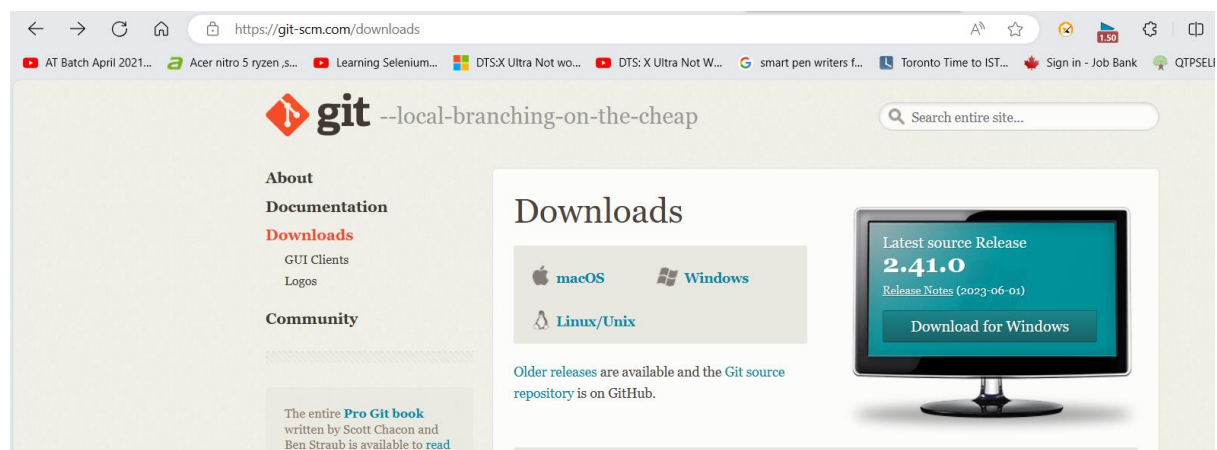 https://git-scm.com/downloads
1.50
AT Batch April 2021...
Acer nitro 5 ryzen ,s...
Learning Selenium...
DTS:X Ultra Not wo...
DTS: X Ultra Not W...
smart pen writers f...
Toronto Time to IST...
Sign in - Job Bank
QTPSELE
git --local-branching-on-the-cheap
Search entire site...
About
Documentation
Downloads
GUI Clients
Logos
Community
The entire Pro Git book
written by Scott Chacon and
Ben Straub is available to read
Downloads
macOS
Windows
Linux/Unix
Older releases are available and the Git source
repository is on GitHub.
Latest source Release
2.41.0
Release Notes (2023-06-01)
Download for Windows